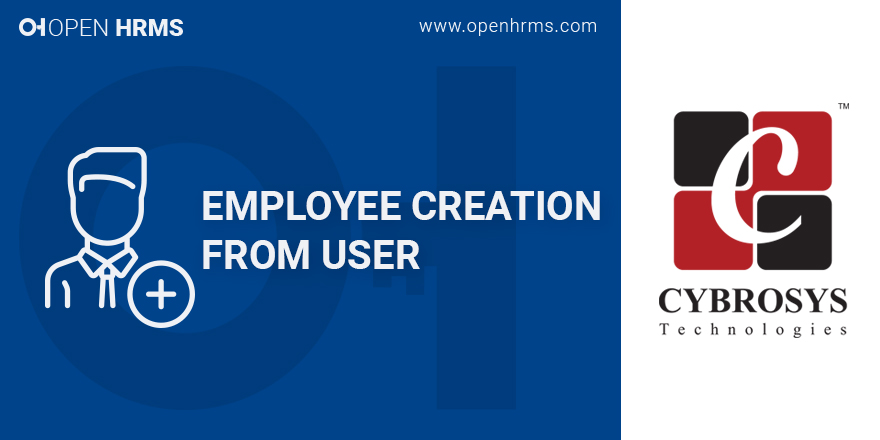 OPEN HRMS
www.openhrms.com
EMPLOYEE CREATION
FROM USER
TM
C
CYBROSYS
Technologies